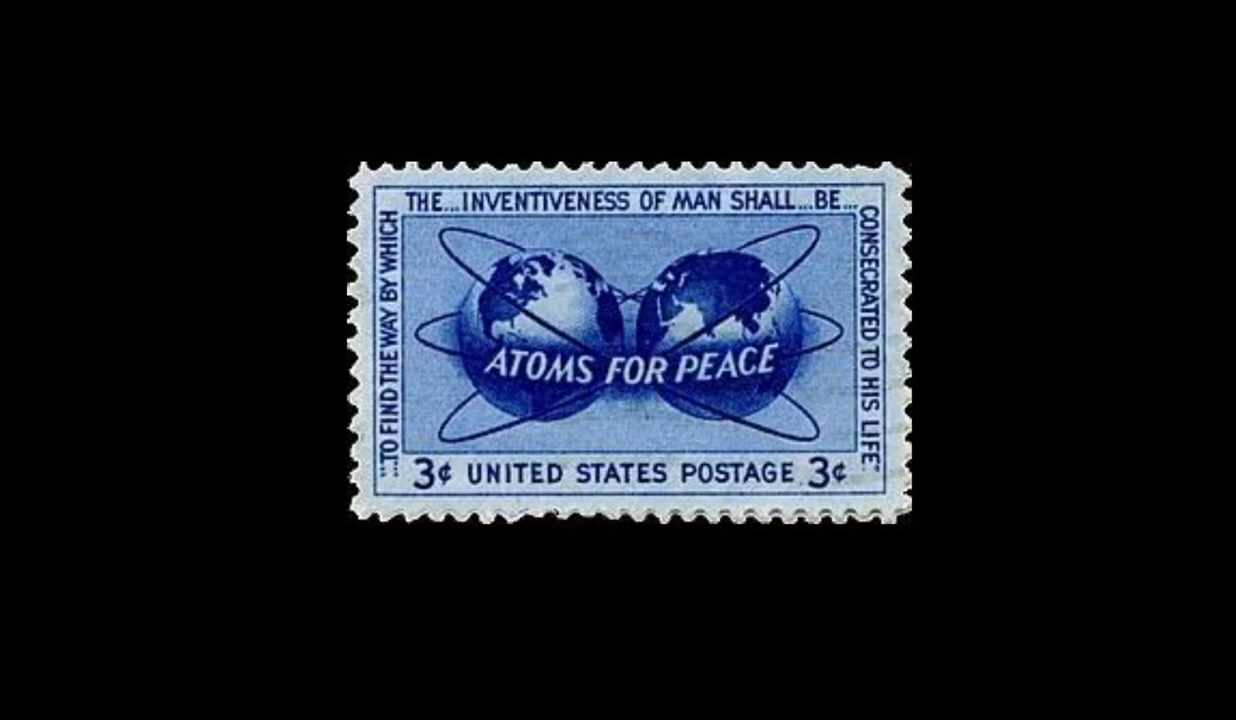 "...TO FIND THE WAY BY WHICH
THE...INVENTIVENESS OF MAN SHALL...BE...
CONSECRATED TO HIS LIFE"
ATOMS FOR PEACE
3¢ UNITED STATES POSTAGE 3¢